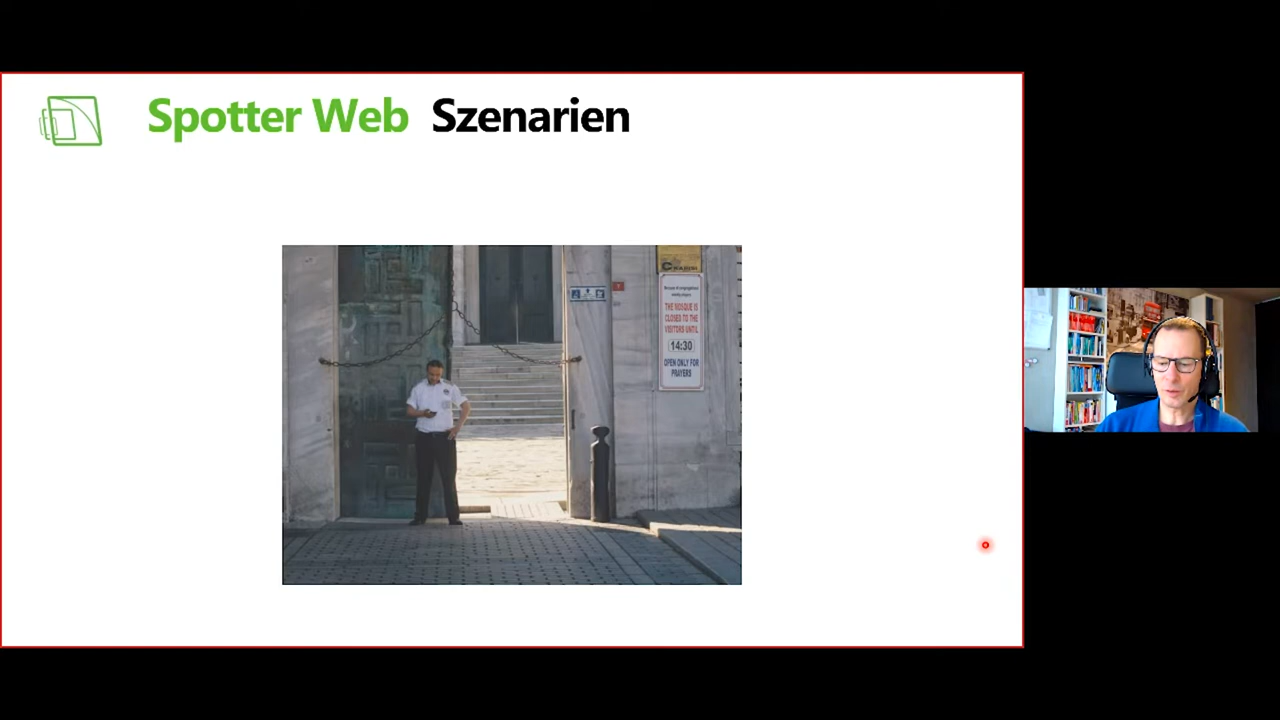 Spotter Web Szenarien
THE MOSQUE IS
CLOSED TO THE
VISITORS UNTIL
14:30
OPEN ONLY FOR
PRAYERS